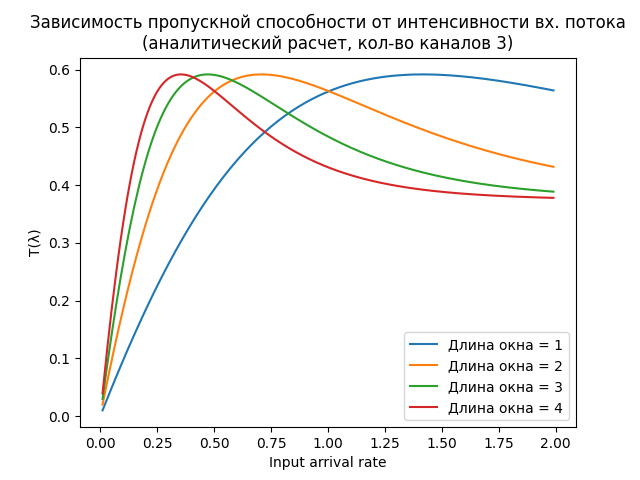 Зависимость пропускной способности от интенсивности вх. потока
(аналитический расчет, кол-во каналов 3)
0.6
0.5
0.4
0.3
0.2
0.1
0.0
T(λ)
Длина окна = 1
Длина окна = 2
Длина окна = 3
Длина окна = 4
0.00 0.25 0.50 0.75 1.00 1.25 1.50 1.75 2.00
Input arrival rate